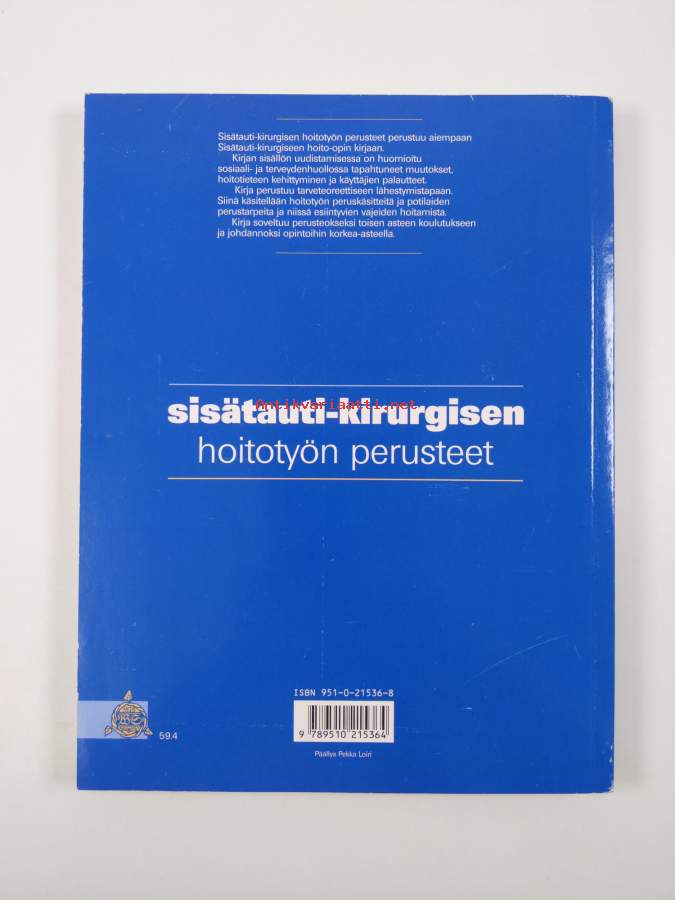 Sisätauti-kirurgisen hoitotyön perusteet perustuu aiempaan
Sisätauti-kirurgiseen hoito-opin kirjaan.
Kirjan sisällön uudistamisessa on huomioitu
sosiaali- ja terveydenhuollossa tapahtuneet muutokset,
hoitotieteen kehittyminen ja käyttäjien palautteet.
Kirja perustuu tarveteoreettiseen lähestymistapaan.
Siinä käsitellään hoitotyön peruskäsitteitä ja potilaiden
perustarpeita ja niissä esiintyvien vajeiden hoitamista.
Kirja soveltuu perusteokseksi toisen asteen koulutukseen
ja johdannoksi opintoihin korkea-asteella.
Antikvariaatti.net
sisätauti-kirurgisen
hoitotyön perusteet
ISBN 951-0-21536-8
9 789510 215364
59.4
Päällys Pekka Loiri